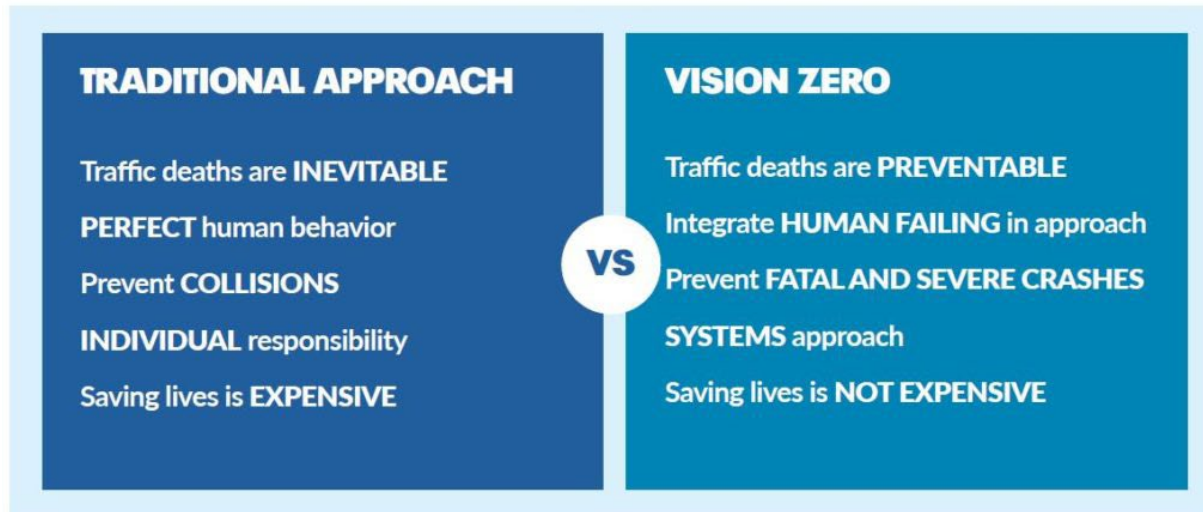 TRADITIONAL APPROACH
Traffic deaths are INEVITABLE
PERFECT human behavior
Prevent COLLISIONS
INDIVIDUAL responsibility
Saving lives is EXPENSIVE
VS
VISION ZERO
Traffic deaths are PREVENTABLE
Integrate HUMAN FAILING in approach
Prevent FATAL AND SEVERE CRASHES
SYSTEMS approach
Saving lives is NOT EXPENSIVE